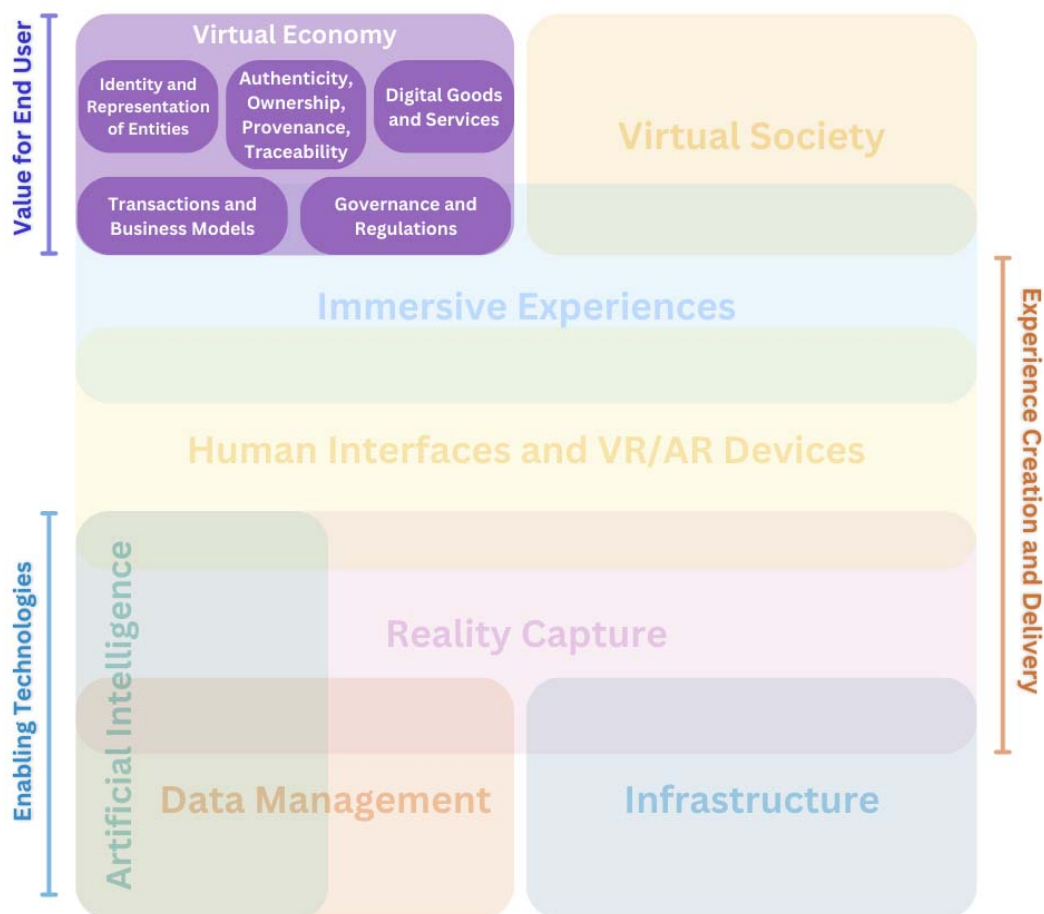 Value for End User
Virtual Economy
Identity and
Representation
of Entities
Authenticity,
Ownership,
Provenance,
Traceability
Digital Goods
and Services
Transactions and
Business Models
Governance and
Regulations
Virtual Society
Immersive Experiences
Human Interfaces and VR/AR Devices
Experience Creation and Delivery
Enabling Technologies
Artificial Intelligence
Reality Capture
Data Management
Infrastructure